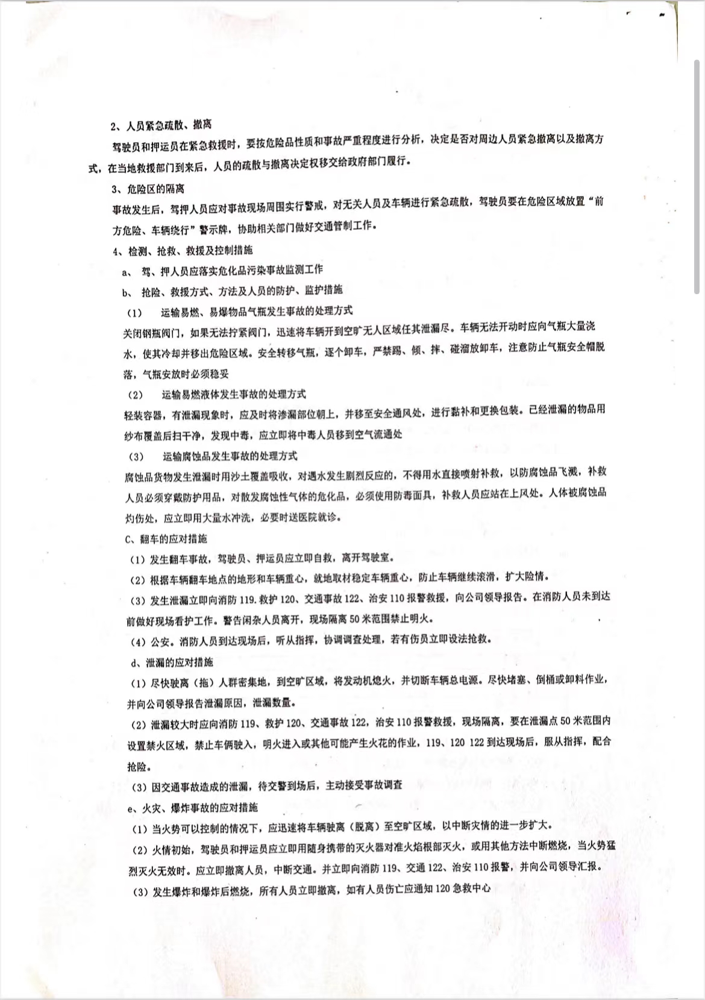 2、人员紧急疏散、撤离
驾驶员和押运员在紧急救援时，要按危险品性质和事故严重程度进行分析，决定是否对周边人员紧急撤离以及撤离方
式，在当地救援部门到来后，人员的疏散与撤离决定权移交给政府部门履行。
3、危险区的隔离
事故发生后，驾押人员应对事故现场周围实行警戒，对无关人员及车辆进行紧急疏散，驾驶员要在危险区域放置“前
方危险、车辆绕行”警示牌，协助相关部门做好交通管制工作。
4、检测、抢救、救援及控制措施
a、 驾、押人员应落实危化品污染事故监测工作
b、 抢险、救援方式、方法及人员的防护、监护措施
（1） 运输易燃、易爆物品气瓶发生事故的处理方式
关闭钢瓶阀门，如果无法拧紧阀门，迅速将车辆开到空旷无人区域任其泄漏尽。车辆无法开动时应向气瓶大量浇
水，使其冷却并移出危险区域。安全转移气瓶，逐个卸车，严禁踢、倾、拌、碰溜放卸车，注意防止气瓶安全帽脱
落，气瓶安放时必须稳妥
（2） 运输易燃液体发生事故的处理方式
轻装容器，有泄漏现象时，应及时将渗漏部位朝上，并移至安全通风处，进行黏补和更换包装。已经泄漏的物品用
纱布覆盖后扫干净，发现中毒，应立即将中毒人员移到空气流通处
（3） 运输腐蚀品发生事故的处理方式
腐蚀品货物发生泄漏时用沙土覆盖吸收，对遇水发生剧烈反应的，不得用水直接喷射补救，以防腐蚀品飞溅，补救
人员必须穿戴防护用品，对散发腐蚀性气体的危化品，必须使用防毒面具，补救人员应站在上风处。人体被腐蚀品
灼伤处，应立即用大量水冲洗，必要时送医院就诊。
C、翻车的应对措施
（1）发生翻车事故，驾驶员、押运员应立即自救，离开驾驶室。
（2）根据车辆翻车地点的地形和车辆重心，就地取材稳定车辆重心，防止车辆继续滚滑，扩大险情。
（3）发生泄漏立即向消防 119.救护 120、交通事故 122、治安 110 报警救援，向公司领导报告。在消防人员未到达
前做好现场看护工作。警告闲杂人员离开，现场隔离 50 米范围禁止明火。
（4）公安。消防人员到达现场后，听从指挥，协调调查处理，若有伤员立即设法抢救。
d、泄漏的应对措施
（1）尽快驶离（拖）人群密集地，到空旷区域，将发动机熄火，并切断车辆总电源。尽快堵塞、倒桶或卸料作业，
并向公司领导报告泄漏原因，泄漏数量。
（2）泄漏较大时应向消防 119、救护 120、交通事故 122，治安 110 报警救援，现场隔离，要在泄漏点 50 米范围内
设置禁火区域，禁止车俩驶入，明火进入或其他可能产生火花的作业，119、120 122 到达现场后，服从指挥，配合
抢险。
（3）因交通事故造成的泄漏，待交警到场后，主动接受事故调查
e、火灾、爆炸事故的应对措施
（1）当火势可以控制的情况下，应迅速将车辆驶离（脱离）至空旷区域，以中断灾情的进一步扩大。
（2）火情初始，驾驶员和押运员应立即用随身携带的灭火器对准火焰根部灭火，或用其他方法中断燃烧，当火势猛
烈灭火无效时。应立即撤离人员，中断交通。并立即向消防 119、交通 122、治安 110 报警，并向公司领导汇报。
（3）发生爆炸和爆炸后燃烧，所有人员立即撤离，如有人员伤亡应通知 120 急救中心